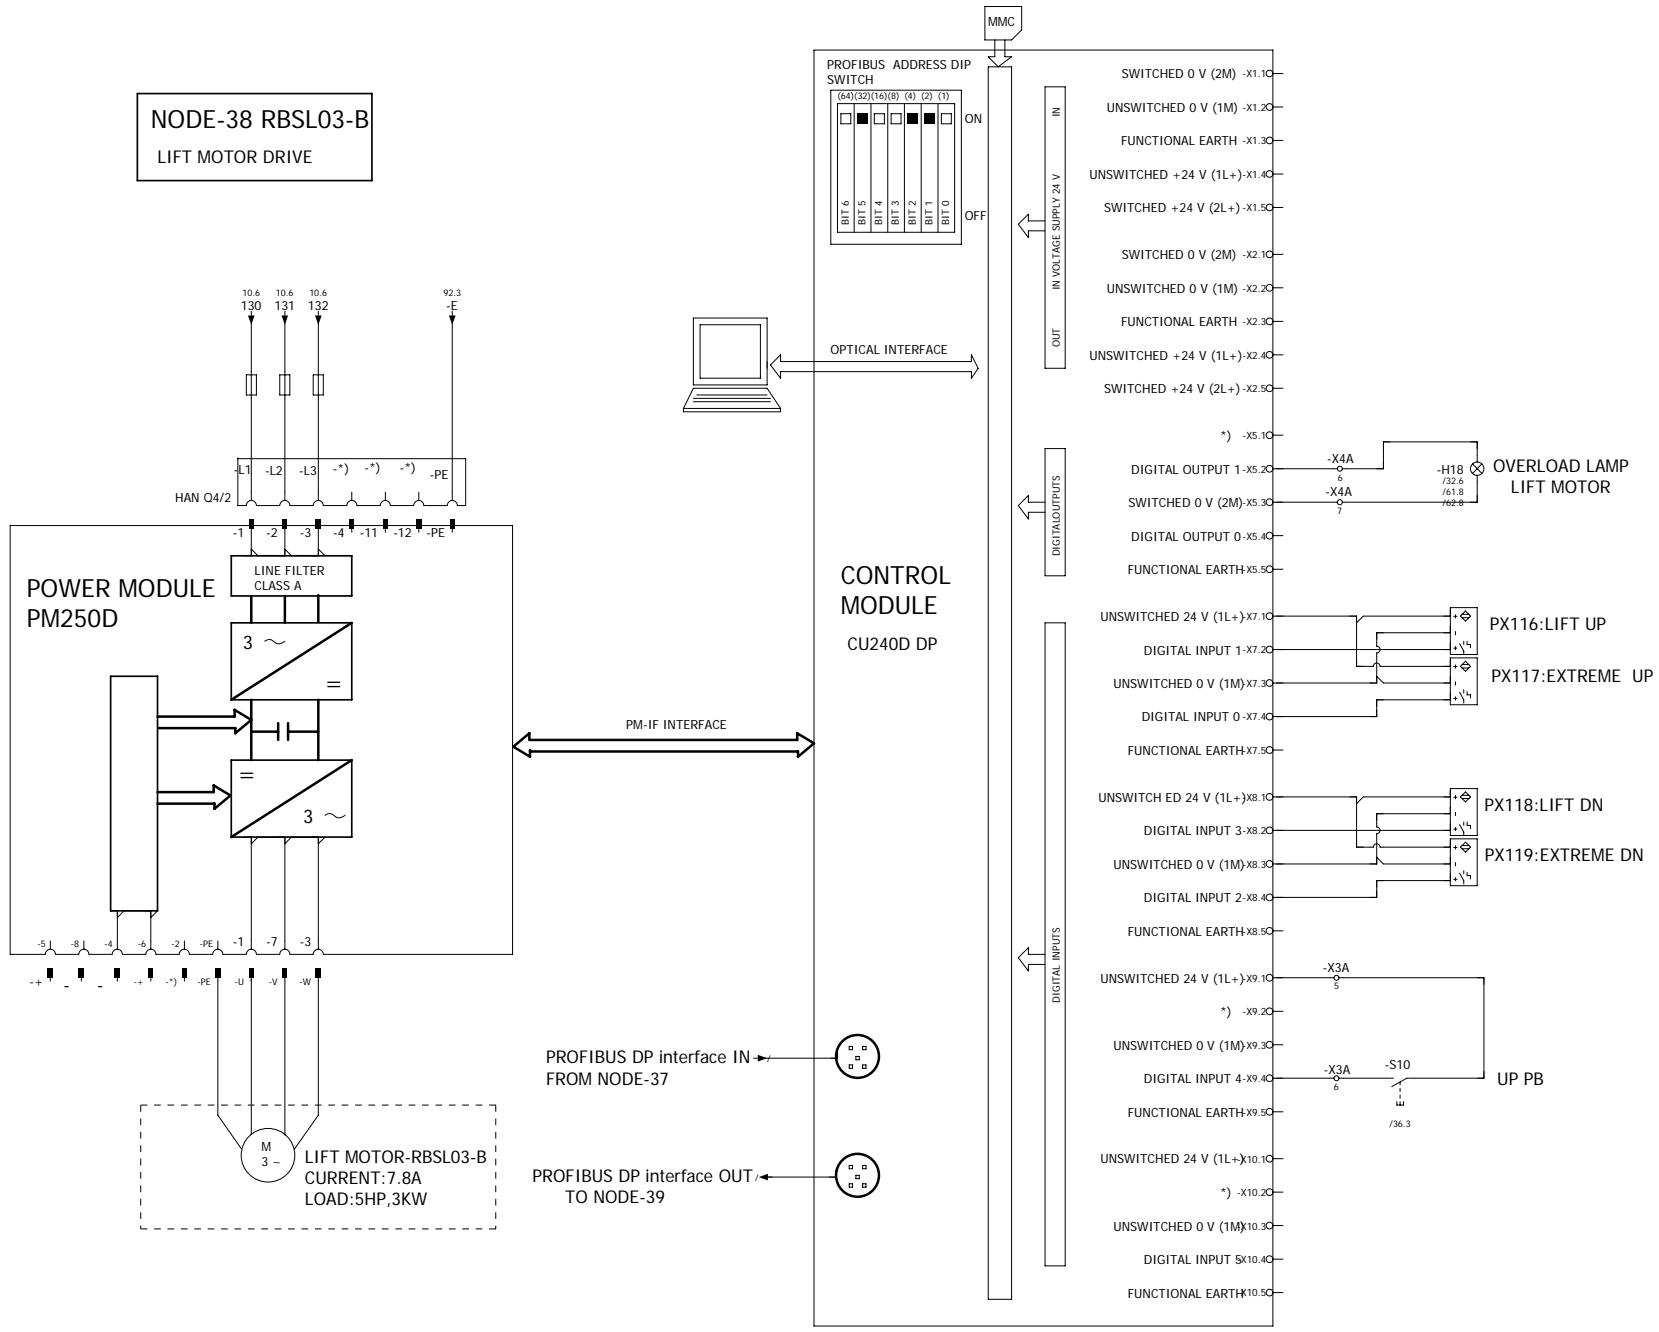 MMC
NODE-38 RBSL03-B
LIFT MOTOR DRIVE
PROFIBUS ADDRESS DIP
SWITCH
(64)(32)(16)(8) (4) (2) (1)
ON
OFF
BIT 6
BIT 5
BIT 4
BIT 3
BIT 2
BIT 1
BIT 0
10.6 10.6 10.6 92.3
130 131 132 -E
-L1 -L2 -L3 -*) -*) -*) -PE
HAN Q4/2
-1 -2 -3 -4 -11 -12 -PE
LINE FILTER
CLASS A
POWER MODULE
PM250D
3 ~
=
=
3 ~
-5 -8 -4 -6 -2 -PE -1 -7 -3
-+ - - -+ -*) -PE -U -V -W
M
3 ~
LIFT MOTOR-RBSL03-B
CURRENT:7.8A
LOAD:5HP,3KW
OPTICAL INTERFACE
PM-IF INTERFACE
CONTROL
MODULE
CU240D DP
PROFIBUS DP interface IN
FROM NODE-37
PROFIBUS DP interface OUT
TO NODE-39
IN
IN VOLTAGE SUPPLY 24 V
OUT
DIGITALOUTPUTS
DIGITAL INPUTS
SWITCHED 0 V (2M) -X1.1
UNSWITCHED 0 V (1M) -X1.2
FUNCTIONAL EARTH -X1.3
UNSWITCHED +24 V (1L+) -X1.4
SWITCHED +24 V (2L+) -X1.5
SWITCHED 0 V (2M) -X2.1
UNSWITCHED 0 V (1M) -X2.2
FUNCTIONAL EARTH -X2.3
UNSWITCHED +24 V (1L+) -X2.4
SWITCHED +24 V (2L+) -X2.5
*) -X5.1
DIGITAL OUTPUT 1 -X5.2
SWITCHED 0 V (2M) -X5.3
DIGITAL OUTPUT 0 -X5.4
FUNCTIONAL EARTH -X5.5
-X4A
6
-X4A
7
-H18
/32.6
/61.8
/62.8
OVERLOAD LAMP
LIFT MOTOR
UNSWITCHED 24 V (1L+) -X7.1
DIGITAL INPUT 1 -X7.2
UNSWITCHED 0 V (1M) -X7.3
DIGITAL INPUT 0 -X7.4
FUNCTIONAL EARTH -X7.5
PX116:LIFT UP
PX117:EXTREME UP
UNSWITCH ED 24 V (1L+) -X8.1
DIGITAL INPUT 3 -X8.2
UNSWITCHED 0 V (1M) -X8.3
DIGITAL INPUT 2 -X8.4
FUNCTIONAL EARTH -X8.5
PX118:LIFT DN
PX119:EXTREME DN
UNSWITCHED 24 V (1L+) -X9.1
*) -X9.2
UNSWITCHED 0 V (1M) -X9.3
DIGITAL INPUT 4 -X9.4
FUNCTIONAL EARTH -X9.5
-X3A
5
-X3A
6
-S10
/36.3
UP PB
UNSWITCHED 24 V (1L+) -X10.1
*) -X10.2
UNSWITCHED 0 V (1M) -X10.3
DIGITAL INPUT 5 -X10.4
FUNCTIONAL EARTH -X10.5